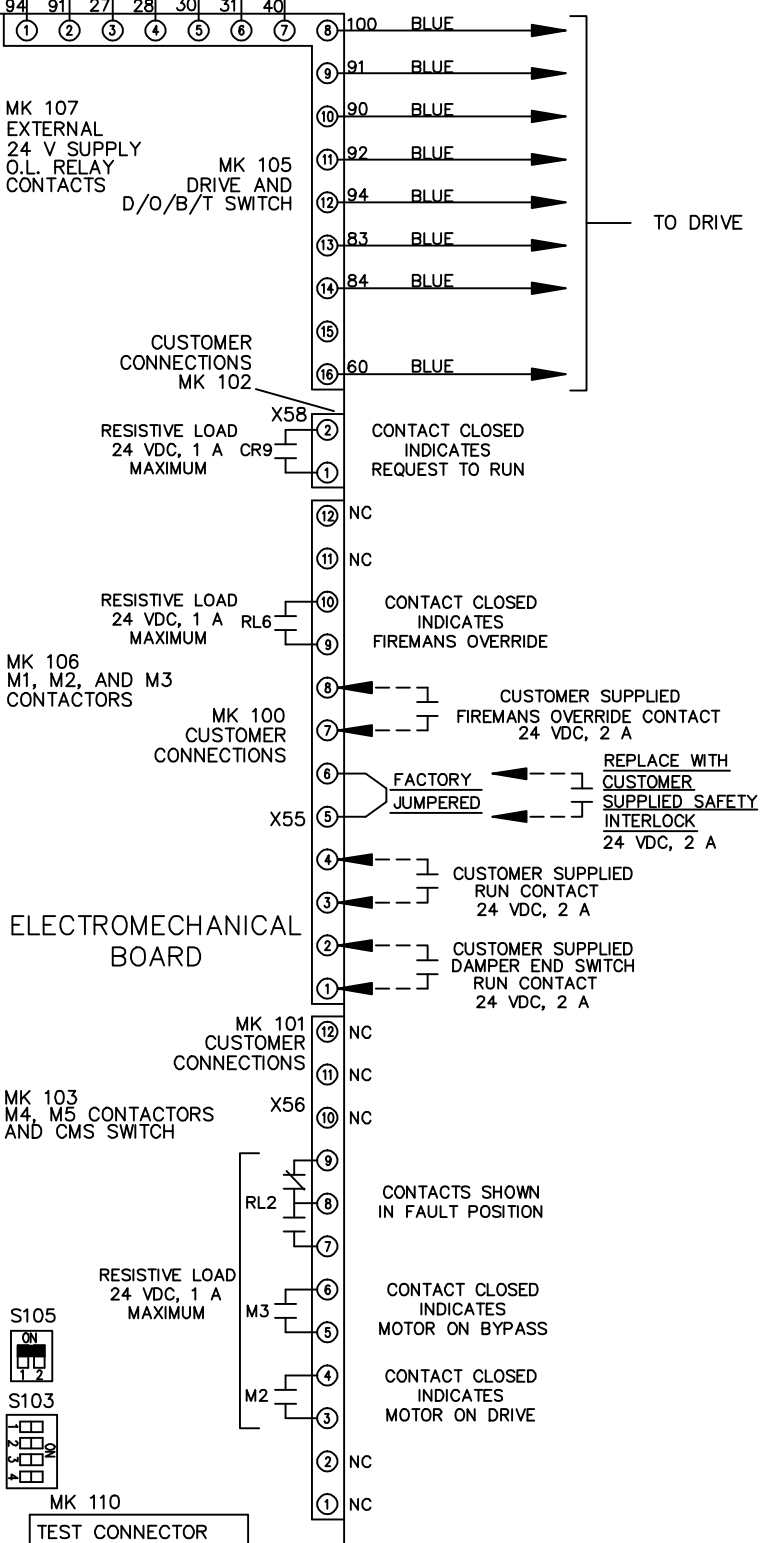 94 91 27 28 30 31 40
1 2 3 4 5 6 7 8 100 BLUE
9 91 BLUE
MK 107
EXTERNAL
24 V SUPPLY
O.L. RELAY
CONTACTS
10 90 BLUE
MK 105
DRIVE AND
D/O/B/T SWITCH
11 92 BLUE
12 94 BLUE
TO DRIVE
13 83 BLUE
14 84 BLUE
15
16 60 BLUE
CUSTOMER
CONNECTIONS
MK 102
X58
RESISTIVE LOAD
24 VDC, 1 A
MAXIMUM
CR9
2
1
CONTACT CLOSED
INDICATES
REQUEST TO RUN
12 NC
11 NC
RESISTIVE LOAD
24 VDC, 1 A
MAXIMUM
RL6
10
9
CONTACT CLOSED
INDICATES
FIREMANS OVERRIDE
MK 106
M1, M2, AND M3
CONTACTORS
MK 100
CUSTOMER
CONNECTIONS
8
7
CUSTOMER SUPPLIED
FIREMANS OVERRIDE CONTACT
24 VDC, 2 A
X55
6
5
FACTORY
JUMPERED
REPLACE WITH
CUSTOMER
SUPPLIED SAFETY
INTERLOCK
24 VDC, 2 A
4
3
CUSTOMER SUPPLIED
RUN CONTACT
24 VDC, 2 A
ELECTROMECHANICAL
BOARD
2
1
CUSTOMER SUPPLIED
DAMPER END SWITCH
RUN CONTACT
24 VDC, 2 A
MK 101
CUSTOMER
CONNECTIONS
12 NC
11 NC
X56
10 NC
MK 103
M4, M5 CONTACTORS
AND CMS SWITCH
RL2
9
8
7
CONTACTS SHOWN
IN FAULT POSITION
RESISTIVE LOAD
24 VDC, 1 A
MAXIMUM
M3
6
5
CONTACT CLOSED
INDICATES
MOTOR ON BYPASS
M2
4
3
CONTACT CLOSED
INDICATES
MOTOR ON DRIVE
2 NC
1 NC
S105
ON
1 2
S103
1
2
3
4
ON
MK 110
TEST CONNECTOR